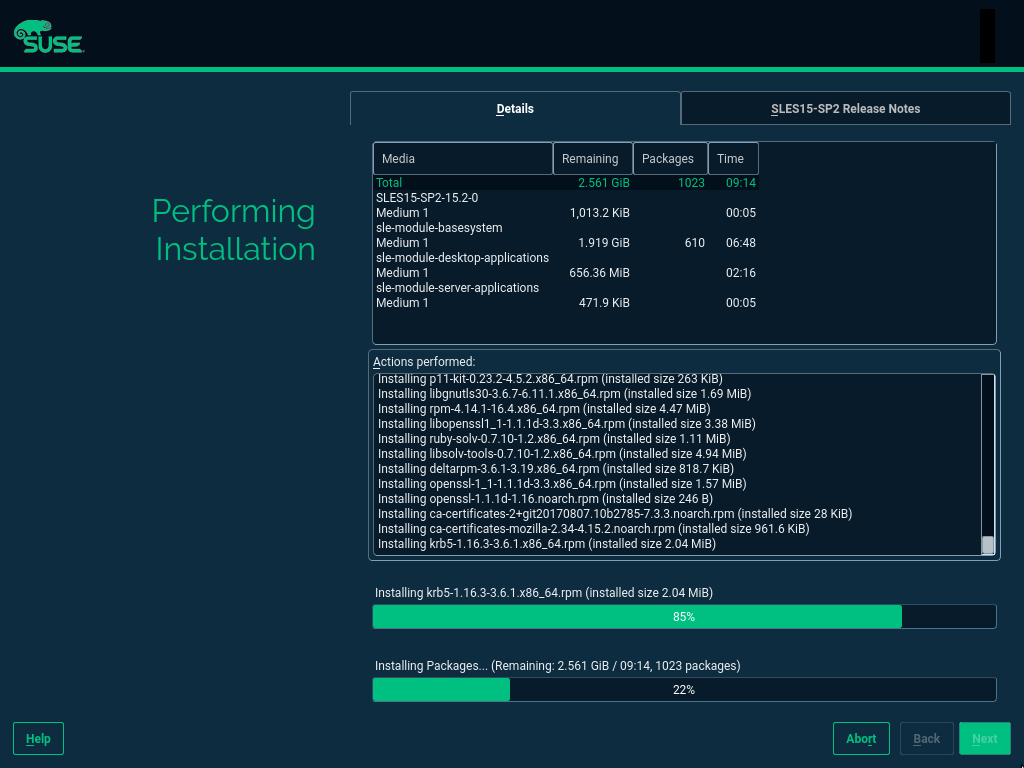 SUSE
Details
SLES15-SP2 Release Notes
Performing
Installation
Media Remaining Packages Time
Total 2.561 GiB 1023 09:14
SLES15-SP2-15.2-0
Medium 1 1,013.2 KiB 00:05
sle-module-basesystem
Medium 1 1.919 GiB 610 06:48
sle-module-desktop-applications
Medium 1 656.36 MiB 02:16
sle-module-server-applications
Medium 1 471.9 KiB 00:05
Actions performed:
Installing p11-kit-0.23.2-4.5.2.x86_64.rpm (installed size 263 KiB)
Installing libgnutls30-3.6.7-6.11.1.x86_64.rpm (installed size 1.69 MiB)
Installing rpm-4.14.1-16.4.x86_64.rpm (installed size 4.47 MiB)
Installing libopenssl1_1-1.1.1d-3.3.x86_64.rpm (installed size 3.38 MiB)
Installing ruby-solv-0.7.10-1.2.x86_64.rpm (installed size 1.11 MiB)
Installing libsolv-tools-0.7.10-1.2.x86_64.rpm (installed size 4.94 MiB)
Installing deltarpm-3.6.1-3.19.x86_64.rpm (installed size 818.7 KiB)
Installing openssl-1_1-1.1.1d-3.3.x86_64.rpm (installed size 1.57 MiB)
Installing openssl-1.1.1d-1.16.noarch.rpm (installed size 246 B)
Installing ca-certificates-2+git20170807.10b2785-7.3.3.noarch.rpm (installed size 28 KiB)
Installing ca-certificates-mozilla-2.34-4.15.2.noarch.rpm (installed size 961.6 KiB)
Installing krb5-1.16.3-3.6.1.x86_64.rpm (installed size 2.04 MiB)
Installing krb5-1.16.3-3.6.1.x86_64.rpm (installed size 2.04 MiB)
85%
Installing Packages... (Remaining: 2.561 GiB / 09:14, 1023 packages)
22%
Help
Abort
Back
Next